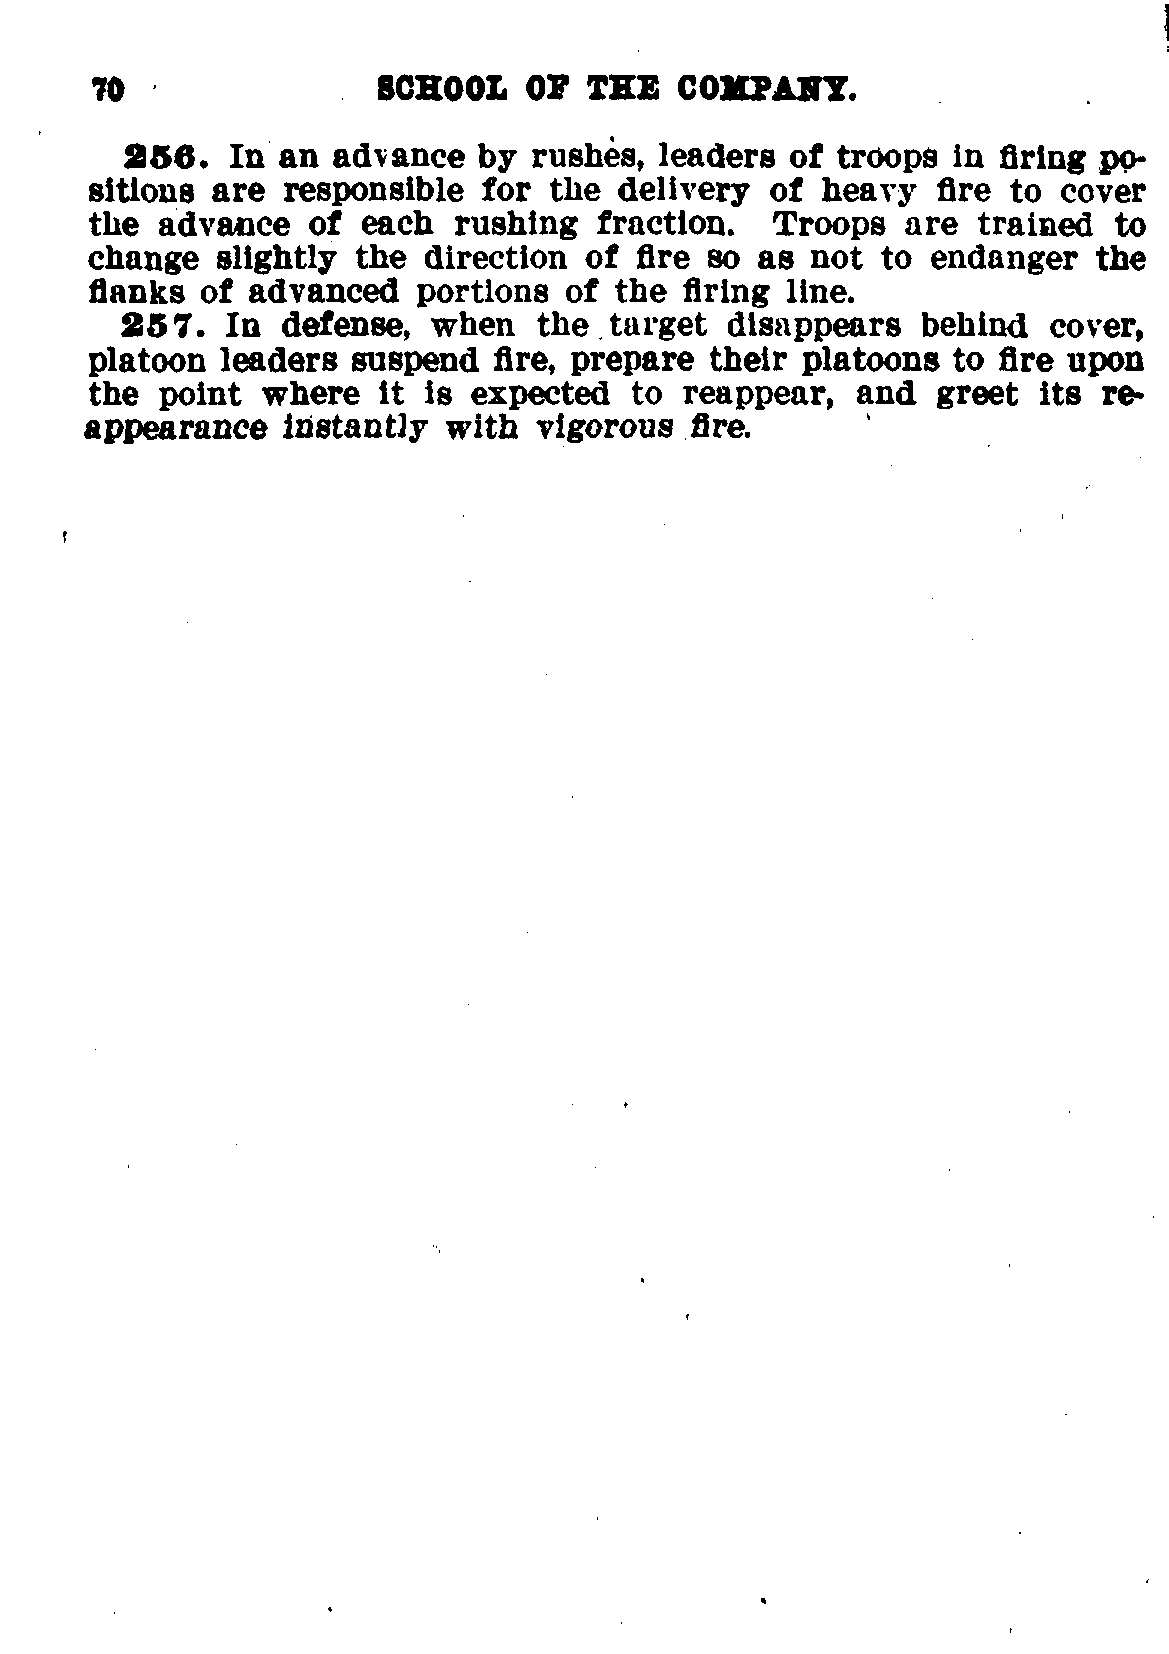 70 SCHOOL OF THE COMPANY.
256. In an advance by rushes, leaders of troops in firing po-
sitions are responsible for the delivery of heavy fire to cover
the advance of each rushing fraction. Troops are trained to
change slightly the direction of fire so as not to endanger the
flanks of advanced portions of the firing line.
257. In defense, when the target disappears behind cover,
platoon leaders suspend fire, prepare their platoons to fire upon
the point where it is expected to reappear, and greet its re-
appearance instantly with vigorous fire.